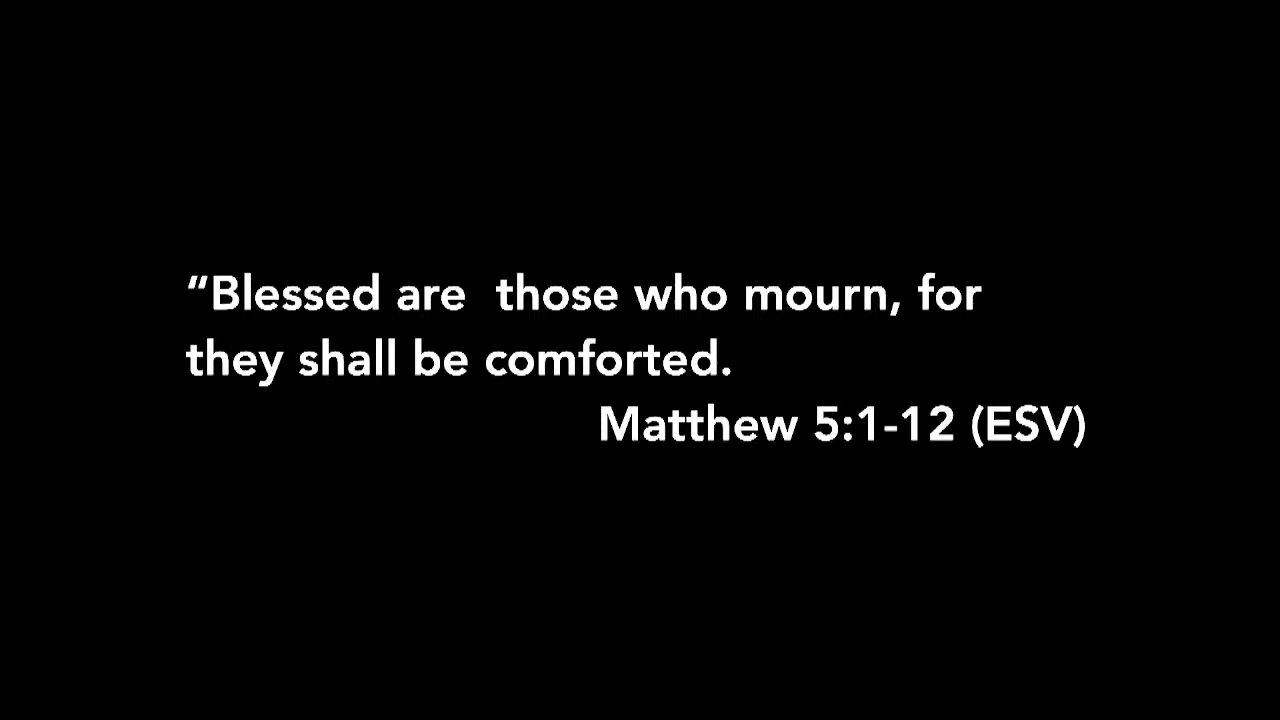 “Blessed are  those who mourn, for
they shall be comforted.
Matthew 5:1-12 (ESV)